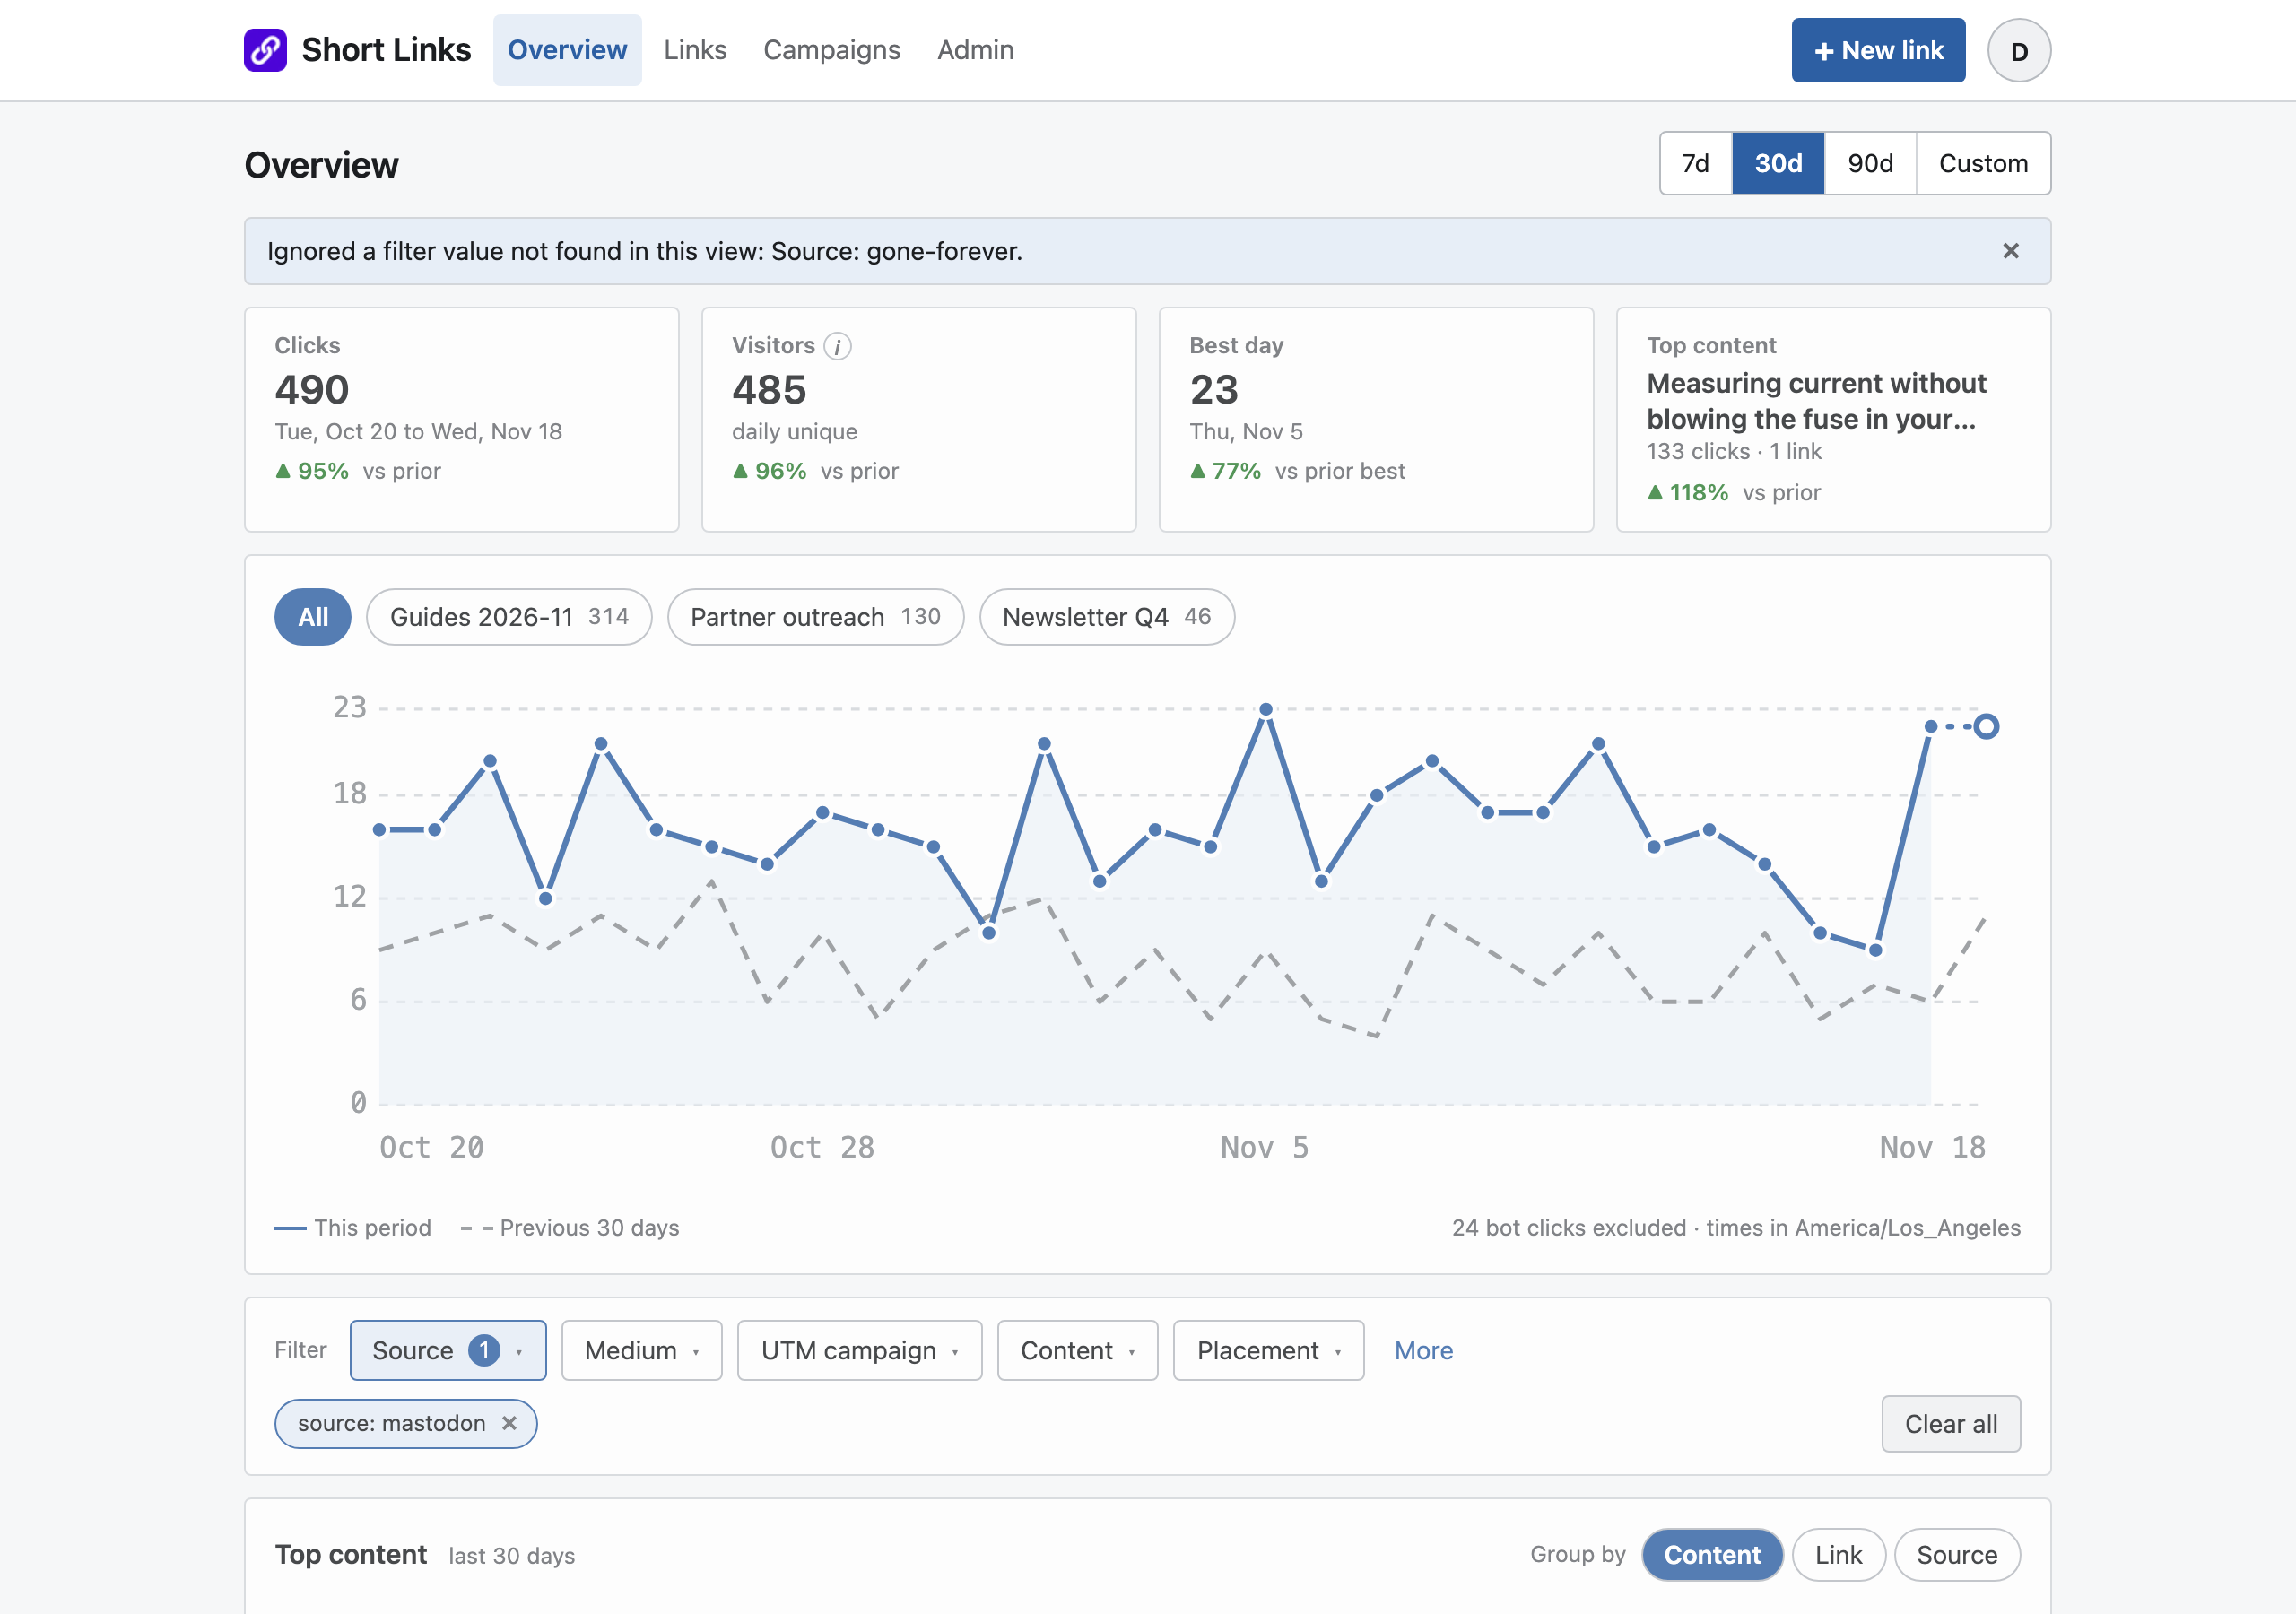 Short Links Overview Links Campaigns Admin + New link D
Overview 7d 30d 90d Custom
Ignored a filter value not found in this view: Source: gone-forever. ✕
Clicks
490
Tue, Oct 20 to Wed, Nov 18
▲ 95% vs prior
Visitors i
485
daily unique
▲ 96% vs prior
Best day
23
Thu, Nov 5
▲ 77% vs prior best
Top content
Measuring current without
blowing the fuse in your…
133 clicks · 1 link
▲ 118% vs prior
All Guides 2026-11 314 Partner outreach 130 Newsletter Q4 46
23
18
12
6
0
Oct 20 Oct 28 Nov 5 Nov 18
This period Previous 30 days 24 bot clicks excluded · times in America/Los_Angeles
Filter Source 1 Medium UTM campaign Content Placement More
source: mastodon ✕ Clear all
Top content last 30 days Group by Content Link Source